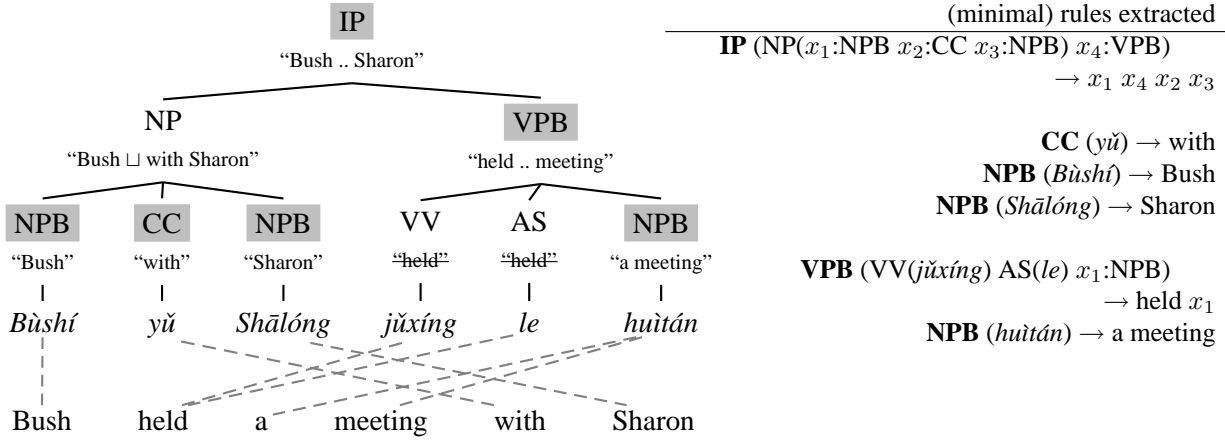 IP
“Bush .. Sharon”
NP VPB
“Bush ⊔ with Sharon” “held .. meeting”
NPB CC NPB VV AS NPB
“Bush” “with” “Sharon” “held” “held” “a meeting”
Bùshí yǔ Shālóng jǔxíng le huìtán
Bush held a meeting with Sharon
(minimal) rules extracted
IP (NP(x₁:NPB x₂:CC x₃:NPB) x₄:VPB)
→ x₁ x₄ x₂ x₃
CC (yǔ) → with
NPB (Bùshí) → Bush
NPB (Shālóng) → Sharon
VPB (VV(jǔxíng) AS(le) x₁:NPB)
→ held x₁
NPB (huìtán) → a meeting